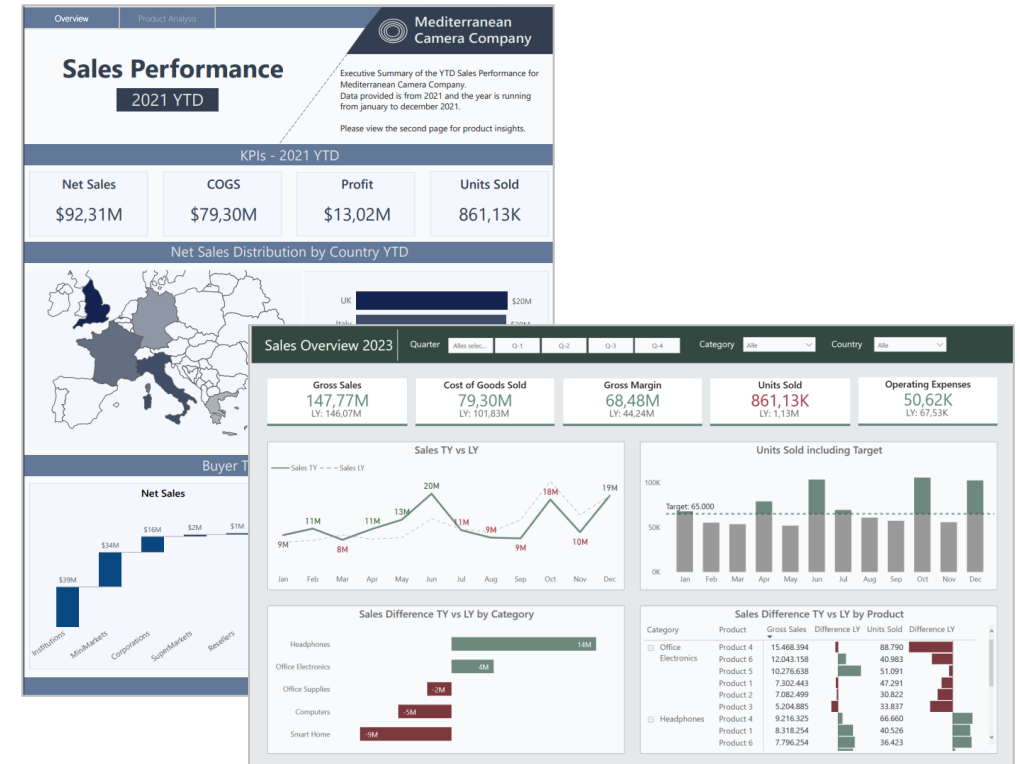 Overview
Product Analysis
Mediterranean
Camera Company
Sales Performance
2021 YTD
Executive Summary of the YTD Sales Performance for
Mediterranean Camera Company.
Data provided is from 2021 and the year is running
from january to december 2021.
Please view the second page for product insights.
KPIs - 2021 YTD
Net Sales
COGS
Profit
Units Sold
$92,31M
$79,30M
$13,02M
861,13K
Net Sales Distribution by Country YTD
UK
$20M
Italy
$20M
Buyer T
Net Sales
$39M
$34M
$16M
$2M
$1M
Institutions
MiniMarkets
Corporations
SuperMarkets
Resellers
Sales Overview 2023
Quarter
Alles selec...
Q-1
Q-2
Q-3
Q-4
Category
Alle
Country
Alle
Gross Sales
147,77M
LY: 146,07M
Cost of Goods Sold
79,30M
LY: 101,83M
Gross Margin
68,48M
LY: 44,24M
Units Sold
861,13K
LY: 1,13M
Operating Expenses
50,62K
LY: 67,53K
Sales TY vs LY
Sales TY
Sales LY
9M
11M
8M
11M
13M
20M
11M
9M
9M
18M
10M
19M
Jan Feb Mar Apr May Jun Jul Aug Sep Oct Nov Dec
Units Sold including Target
100K
Target: 65.000
50K
0K
Jan Feb Mar Apr May Jun Jul Aug Sep Oct Nov Dec
Sales Difference TY vs LY by Category
Headphones
14M
Office Electronics
4M
Office Supplies
-2M
Computers
-5M
Smart Home
-9M
Sales Difference TY vs LY by Product
Category Product Gross Sales Difference LY Units Sold Difference LY
Office Product 4 15.468.394 88.790
Electronics Product 6 12.043.158 40.983
Product 5 10.276.638 51.091
Product 1 7.302.443 47.291
Product 2 7.082.499 30.822
Product 3 5.204.885 33.837
Headphones Product 4 9.216.325 66.660
Product 1 8.318.254 40.526
Product 6 7.796.254 36.423